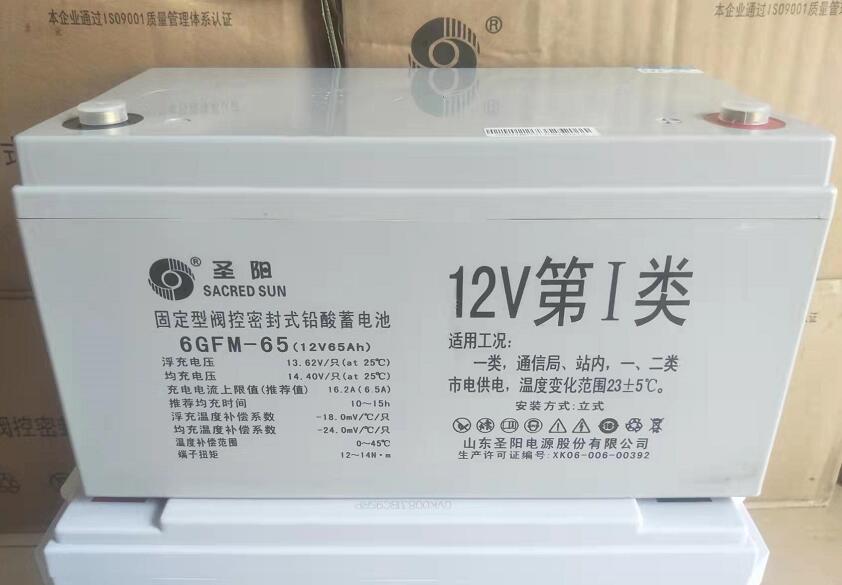 本企业通过ISO9001质量管理体系认证
本企业通过ISO9001质量
®
® 圣阳
SACRED SUN
固定型阀控密封式铅酸蓄电池
6GFM-65(12V65Ah)
浮充电压 13.62V/只(at 25℃)
均充电压 14.40V/只(at 25℃)
充电电流上限值(推荐值) 16.2A(6.5A)
推荐均充时间 10~15h
浮充温度补偿系数 -18.0mV/℃/只
均充温度补偿系数 -24.0mV/℃/只
温度补偿范围 0~45℃
端子扭矩 12~14N·m
12V第Ⅰ类
适用工况:
一类，通信局、站内，一、二类
市电供电，温度变化范围23±5℃。
安装方式:立式
山东圣阳电源股份有限公司
生产许可证编号:XK06-006-00392
阀控密封